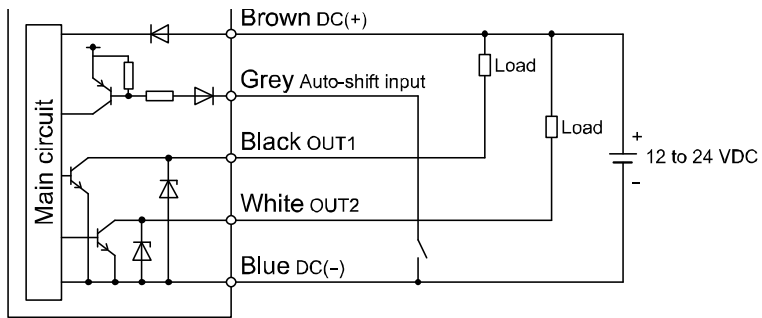 Brown DC(+)
Main circuit
Grey Auto-shift input
Load
Load
Black OUT1
+
12 to 24 VDC
−
White OUT2
Blue DC(−)